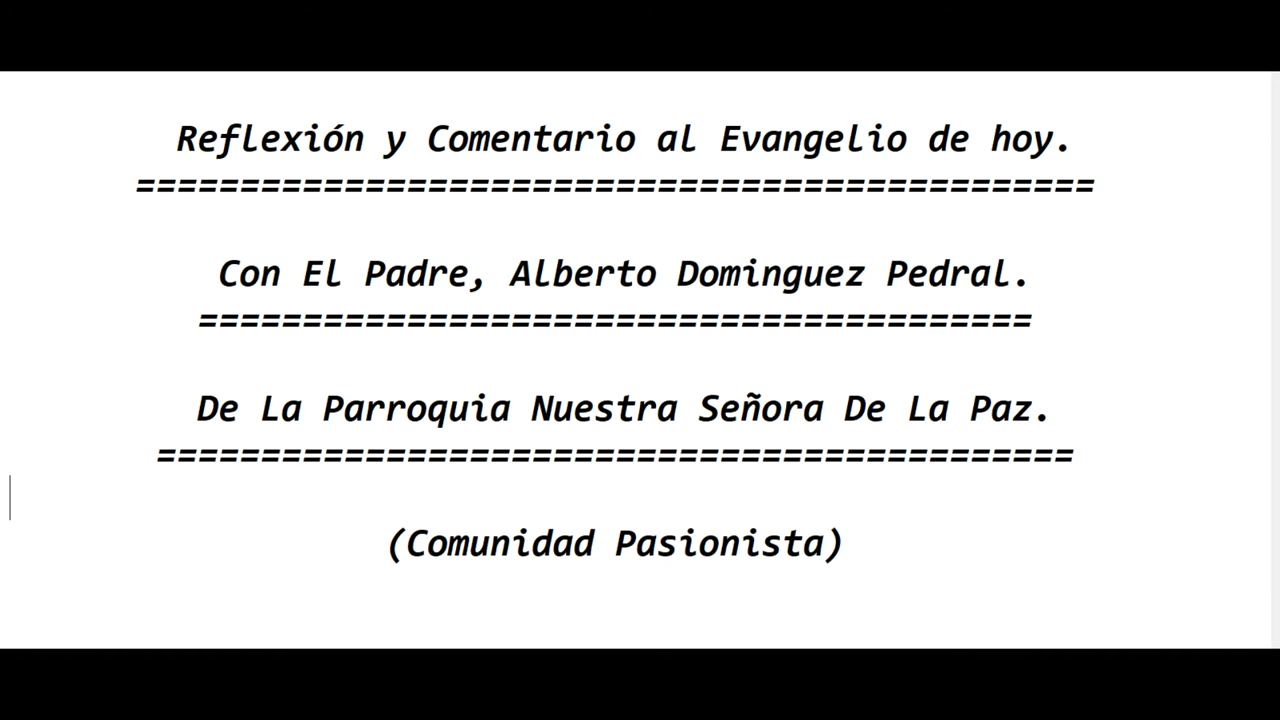 Reflexión y Comentario al Evangelio de hoy.
==============================================
Con El Padre, Alberto Dominguez Pedral.
========================================
De La Parroquia Nuestra Señora De La Paz.
============================================
(Comunidad Pasionista)